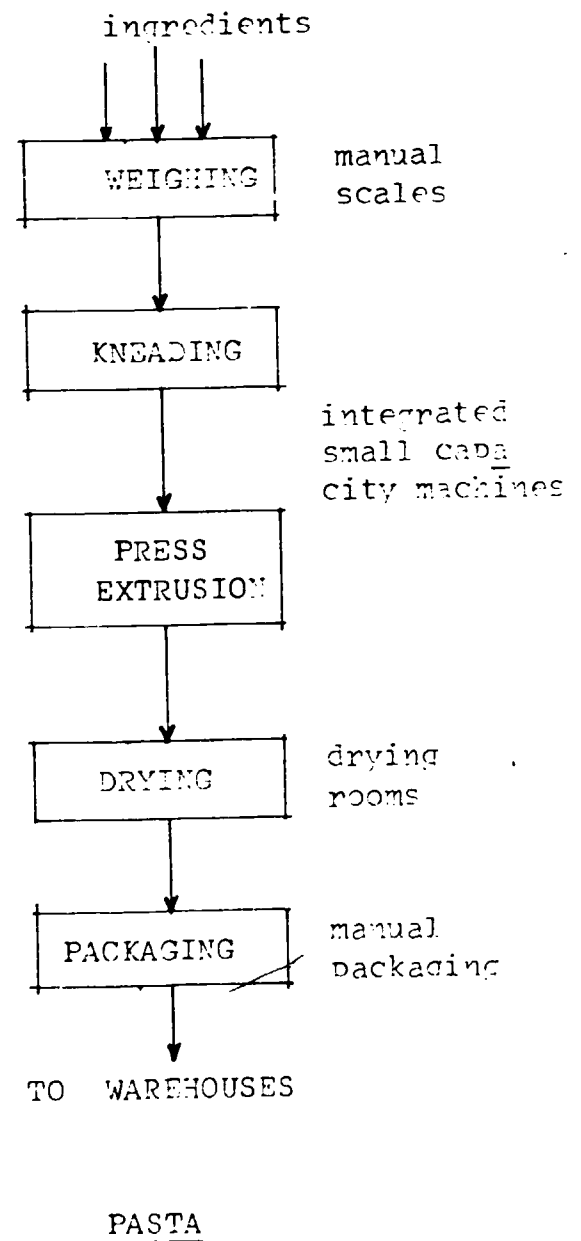 ingredients
WEIGHING
manual
scales
KNEADING
integrated
small capa
city machines
PRESS
EXTRUSION
DRYING
drying
rooms
PACKAGING
manual
packaging
TO WAREHOUSES
PASTA